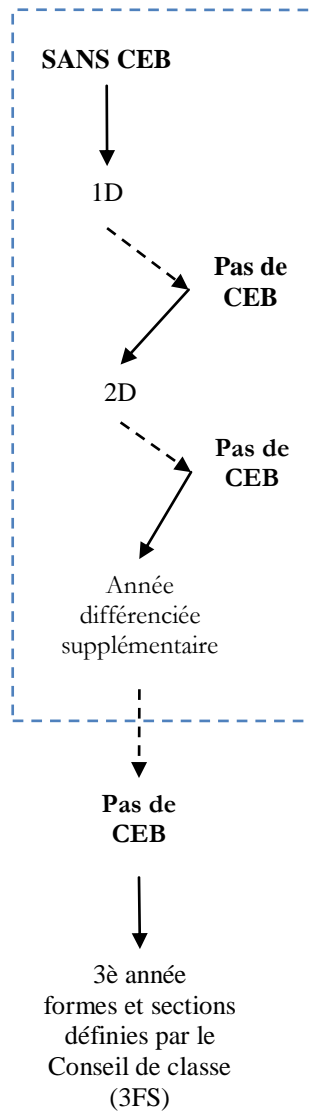 SANS CEB
1D
Pas de
CEB
2D
Pas de
CEB
Année
différenciée
supplémentaire
Pas de
CEB
3è année
formes et sections
définies par le
Conseil de classe
(3FS)